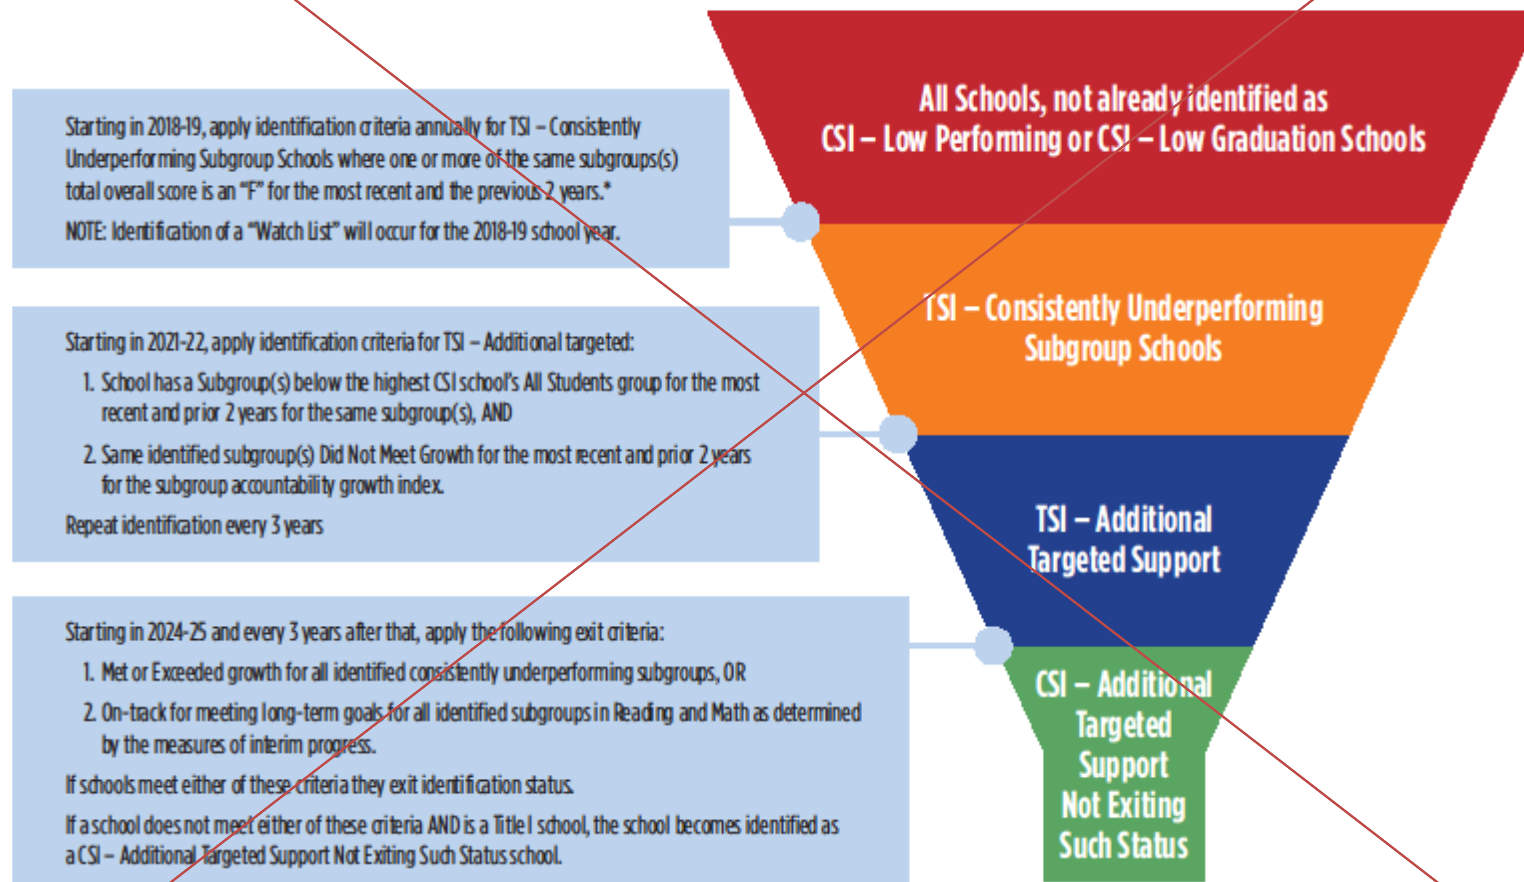 Starting in 2018-19, apply identification criteria annually for TSI – Consistently
Underperforming Subgroup Schools where one or more of the same subgroups(s)
total overall score is an “F” for the most recent and the previous 2 years.*
NOTE: Identification of a “Watch List” will occur for the 2018-19 school year.
Starting in 2021-22, apply identification criteria for TSI – Additional targeted:
1. School has a Subgroup(s) below the highest CSI school’s All Students group for the most
recent and prior 2 years for the same subgroup(s), AND
2. Same identified subgroup(s) Did Not Meet Growth for the most recent and prior 2 years
for the subgroup accountability growth index.
Repeat identification every 3 years
Starting in 2024-25 and every 3 years after that, apply the following exit criteria:
1. Met or Exceeded growth for all identified consistently underperforming subgroups, OR
2. On-track for meeting long-term goals for all identified subgroups in Reading and Math as determined
by the measures of interim progress.
If schools meet either of these criteria they exit identification status.
If a school does not meet either of these criteria AND is a Title I school, the school becomes identified as
a CSI – Additional Targeted Support Not Exiting Such Status school.
All Schools, not already identified as
CSI – Low Performing or CSI – Low Graduation Schools
TSI – Consistently Underperforming
Subgroup Schools
TSI – Additional
Targeted Support
CSI – Additional
Targeted
Support
Not Exiting
Such Status